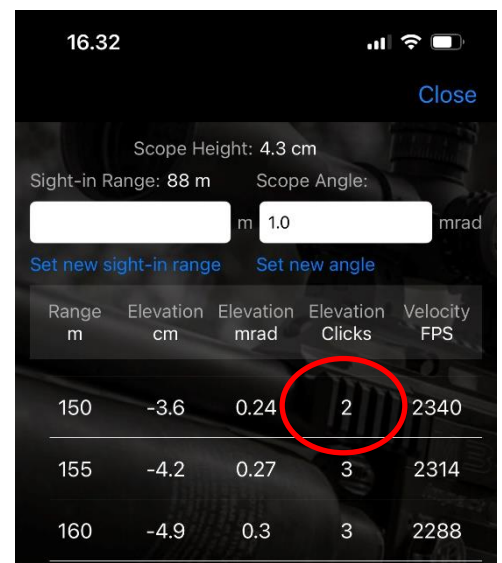 16.32
Close
Scope Height: 4.3 cm
Sight-in Range: 88 m Scope Angle:
m 1.0 mrad
Set new sight-in range Set new angle
Range Elevation Elevation Elevation Velocity
m cm mrad Clicks FPS
150 -3.6 0.24 2 2340
155 -4.2 0.27 3 2314
160 -4.9 0.3 3 2288